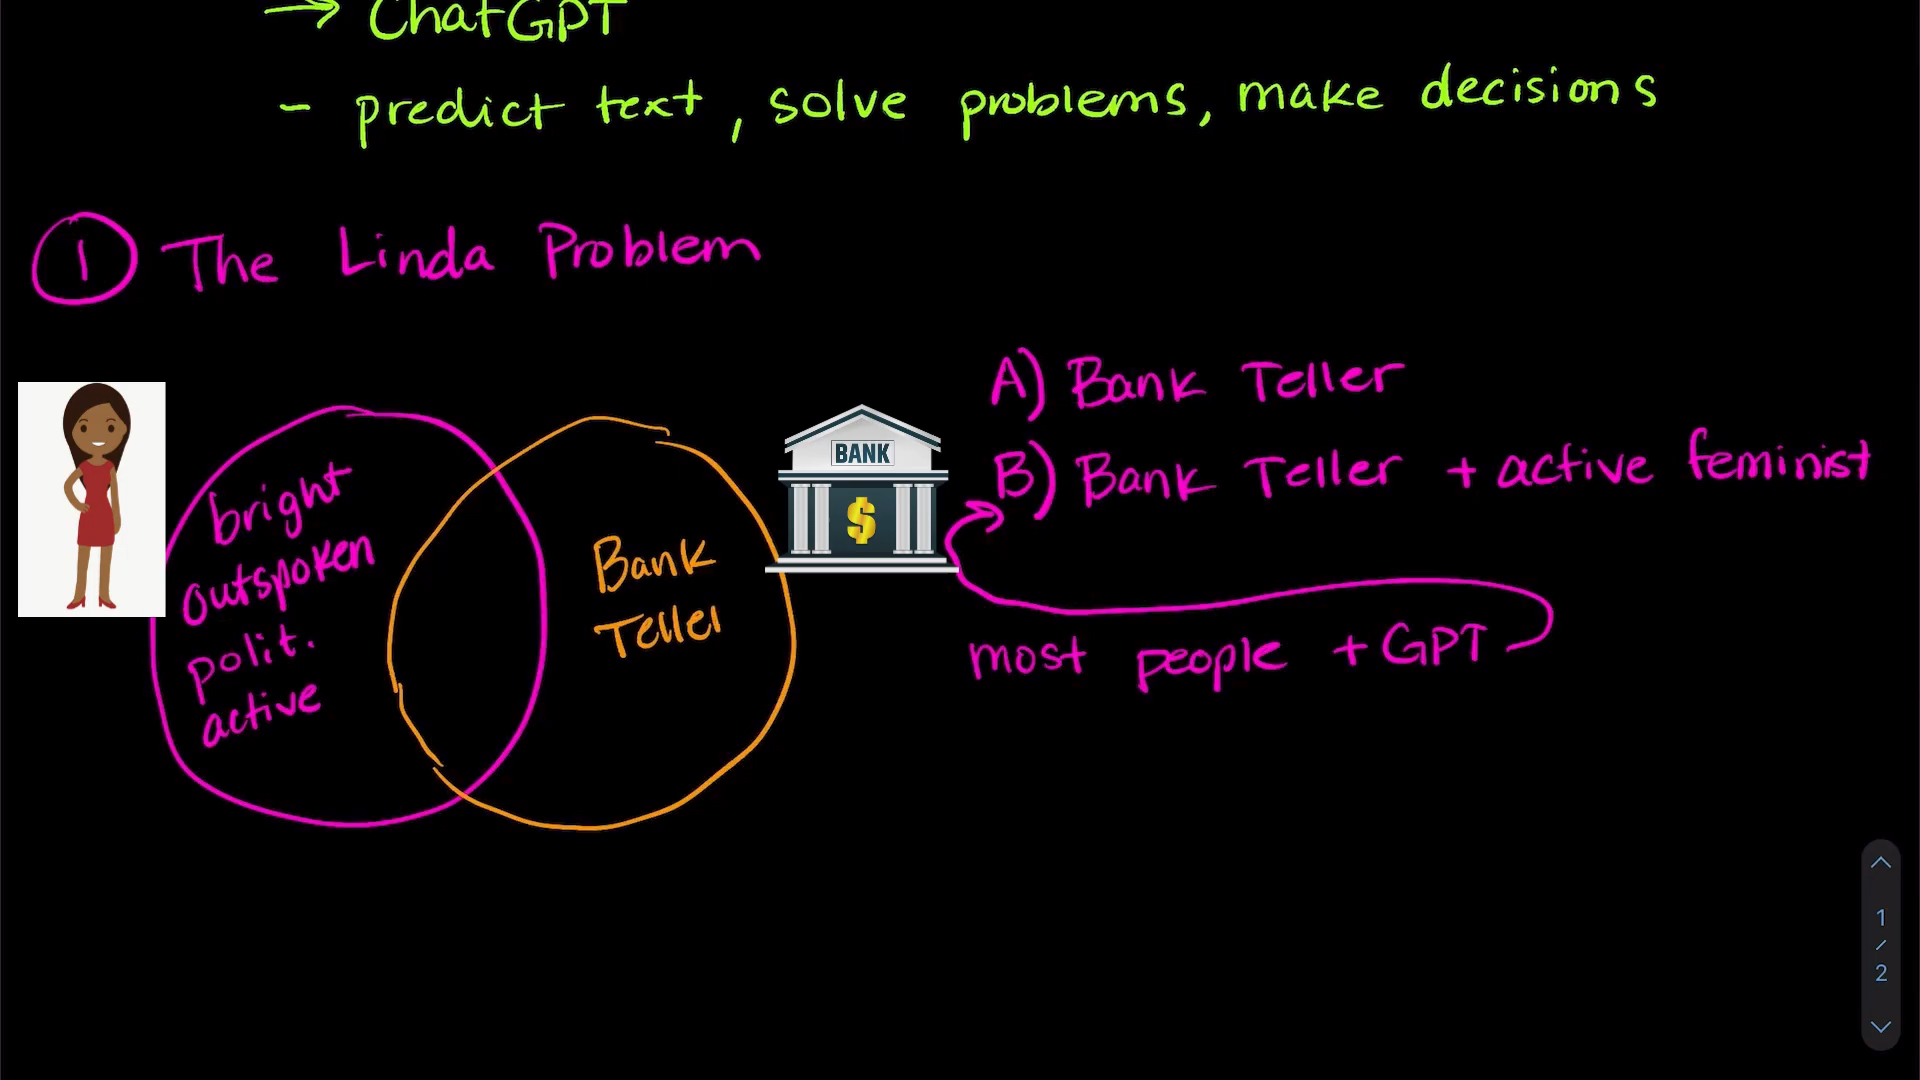 → ChatGPT
- predict text, solve problems, make decisions
1 The Linda Problem
bright
outspoken
polit.
active
Bank
Teller
BANK
$
A) Bank Teller
B) Bank Teller + active feminist
most people + GPT
1
/
2